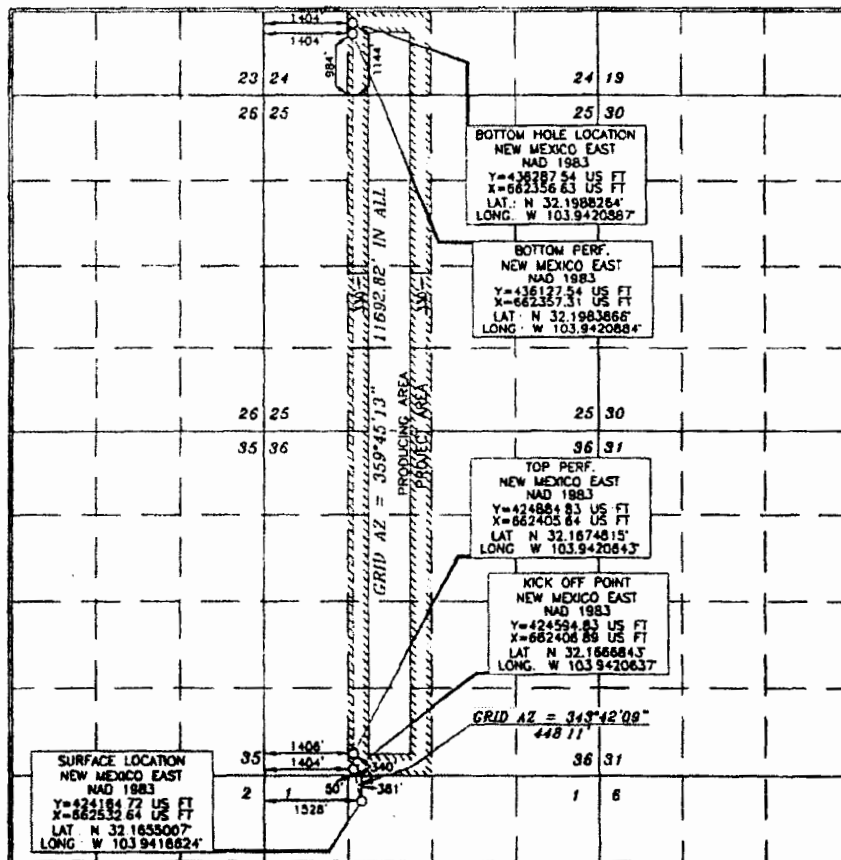 1404'
1404'
984'
1144'
23 24
24 19
26 25
25 30
BOTTOM HOLE LOCATION
NEW MEXICO EAST
NAD 1983
Y=436287.54 US FT
X=662356.63 US FT
LAT.: N 32.1988264°
LONG. W 103.9420887°
BOTTOM PERF.
NEW MEXICO EAST
NAD 1983
Y=436127.54 US FT
X=662357.31 US FT
LAT : N 32.1983866°
LONG : W 103.9420884°
GRID AZ = 359°45'13"
11692.82' IN ALL
PRODUCING AREA
PROJECT AREA
26 25
25 30
35 36
36 31
TOP PERF.
NEW MEXICO EAST
NAD 1983
Y=424884.83 US FT
X=662405.64 US FT
LAT N 32.1674815°
LONG W 103.9420643°
KICK OFF POINT
NEW MEXICO EAST
NAD 1983
Y=424594.83 US FT
X=662406.89 US FT
LAT N 32.1666843°
LONG. W 103.9420637°
GRID AZ = 343°42'09"
448.11'
1406'
1404'
340'
50'
381'
1528'
35
36 31
2 1
1 6
SURFACE LOCATION
NEW MEXICO EAST
NAD 1983
Y=424164.72 US FT
X=662532.64 US FT
LAT N 32.1655007°
LONG W 103.9416624°